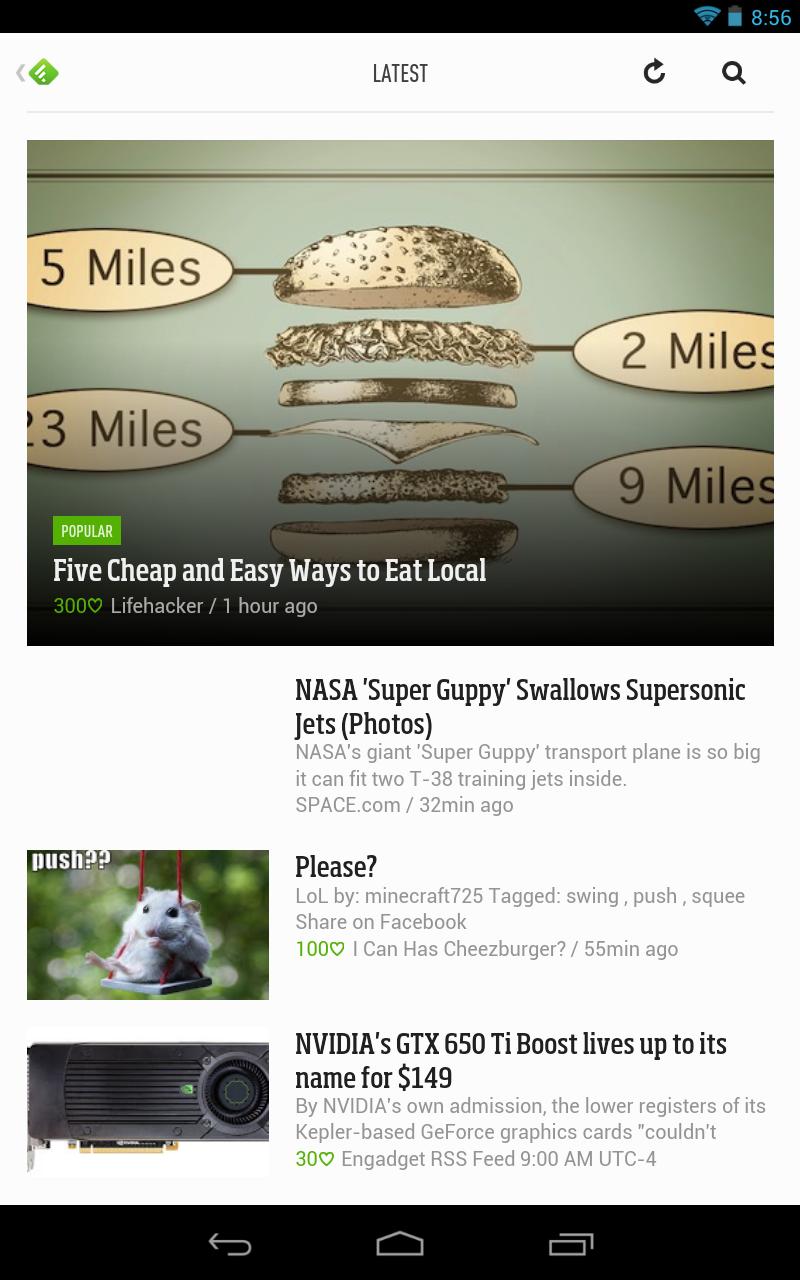 8:56
LATEST
5 Miles
2 Miles
23 Miles
9 Miles
POPULAR
Five Cheap and Easy Ways to Eat Local
300♡ Lifehacker / 1 hour ago
NASA 'Super Guppy' Swallows Supersonic
Jets (Photos)
NASA's giant 'Super Guppy' transport plane is so big
it can fit two T-38 training jets inside.
SPACE.com / 32min ago
push??
Please?
LoL by: minecraft725 Tagged: swing , push , squee
Share on Facebook
100♡ I Can Has Cheezburger? / 55min ago
NVIDIA's GTX 650 Ti Boost lives up to its
name for $149
By NVIDIA's own admission, the lower registers of its
Kepler-based GeForce graphics cards "couldn't
30♡ Engadget RSS Feed 9:00 AM UTC-4